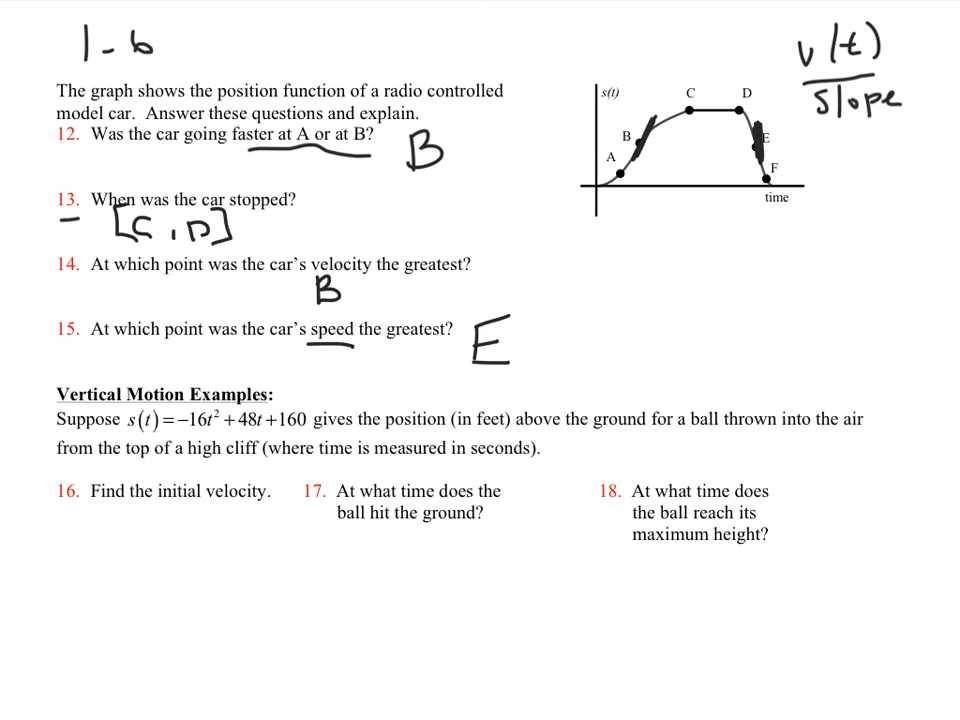 1-6
v(t)
slope
The graph shows the position function of a radio controlled
model car. Answer these questions and explain.
12. Was the car going faster at A or at B?
B
s(t)
C
D
B
A
E
F
time
13. When was the car stopped?
[C, D]
14. At which point was the car's velocity the greatest?
B
15. At which point was the car's speed the greatest?
E
Vertical Motion Examples:
Suppose s(t)=−16t²+48t+160 gives the position (in feet) above the ground for a ball thrown into the air
from the top of a high cliff (where time is measured in seconds).
16. Find the initial velocity.
17. At what time does the
ball hit the ground?
18. At what time does
the ball reach its
maximum height?